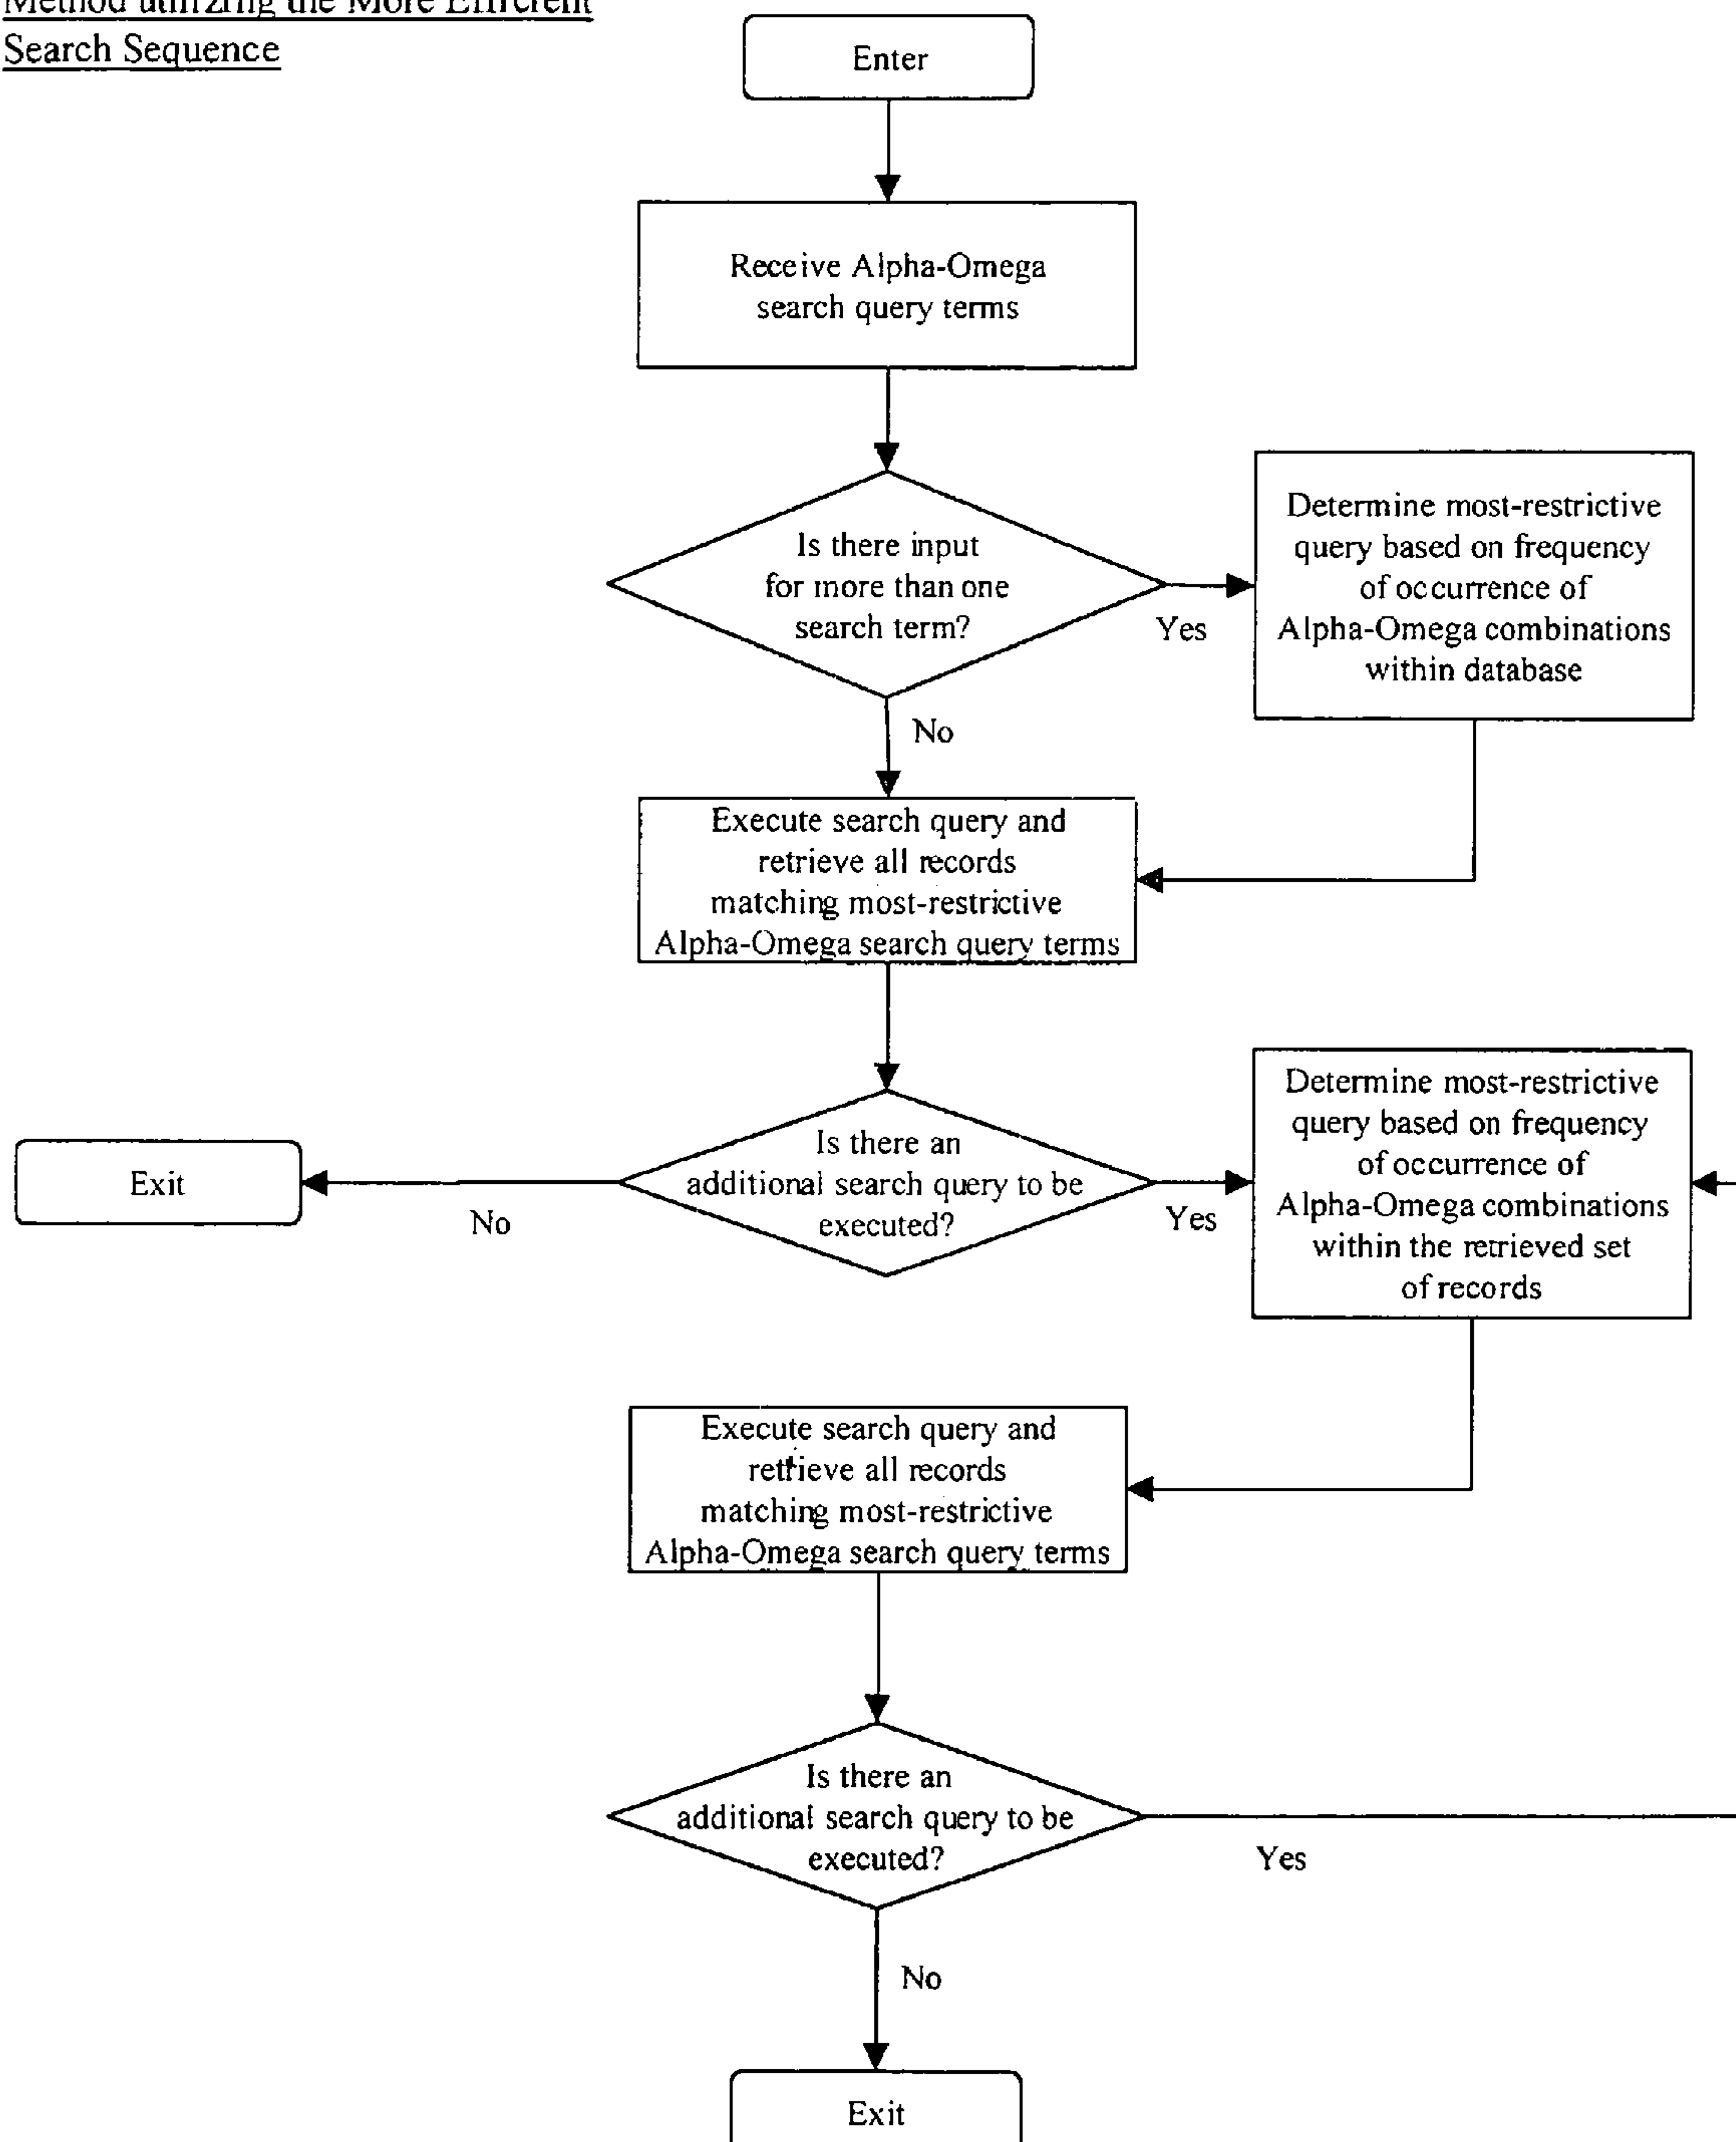 Method utilizing the More Efficient
Search Sequence
Enter
Receive Alpha-Omega
search query terms
Is there input
for more than one
search term?
Yes
Determine most-restrictive
query based on frequency
of occurrence of
Alpha-Omega combinations
within database
No
Execute search query and
retrieve all records
matching most-restrictive
Alpha-Omega search query terms
Is there an
additional search query to be
executed?
No
Exit
Yes
Determine most-restrictive
query based on frequency
of occurrence of
Alpha-Omega combinations
within the retrieved set
of records
Execute search query and
retrieve all records
matching most-restrictive
Alpha-Omega search query terms
Is there an
additional search query to be
executed?
Yes
No
Exit